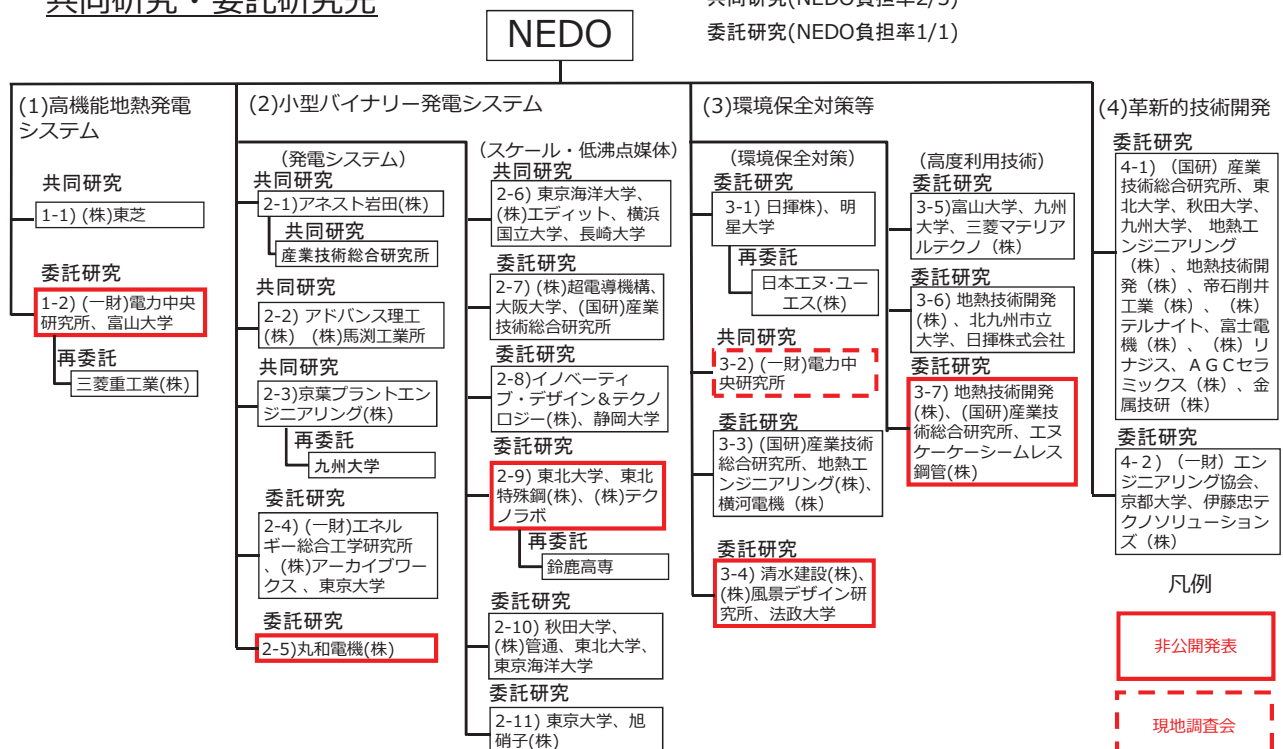 共同研究・委託研究先
共同研究(NEDO負担率2/3)
委託研究(NEDO負担率1/1)
NEDO
(1)高機能地熱発電
システム
共同研究
1-1) (株)東芝
委託研究
1-2) (一財)電力中央
研究所、富山大学
再委託
三菱重工業(株)
(2)小型バイナリー発電システム
(発電システム)
共同研究
2-1)アネスト岩田(株)
共同研究
産業技術総合研究所
共同研究
2-2) アドバンス理工
(株) (株)馬渕工業所
共同研究
2-3)京葉プラントエン
ジニアリング(株)
再委託
九州大学
委託研究
2-4) (一財)エネル
ギー総合工学研究所
、(株)アーカイブワー
クス 、東京大学
委託研究
2-5)丸和電機(株)
(スケール・低沸点媒体)
共同研究
2-6) 東京海洋大学、
(株)エディット、横浜
国立大学、長崎大学
委託研究
2-7) (株)超電導機構、
大阪大学、(国研)産業
技術総合研究所
委託研究
2-8)イノベーティ
ブ・デザイン＆テクノ
ロジー(株)、静岡大学
委託研究
2-9) 東北大学、東北
特殊鋼(株)、(株)テク
ノラボ
再委託
鈴鹿高専
委託研究
2-10) 秋田大学、
(株)管通、東北大学、
東京海洋大学
委託研究
2-11) 東京大学、旭
硝子(株)
(3)環境保全対策等
(環境保全対策)
委託研究
3-1) 日揮株)、明
星大学
再委託
日本エヌ・ユー
エス(株)
共同研究
3-2) (一財)電力中
央研究所
委託研究
3-3) (国研)産業技術
総合研究所、地熱エ
ンジニアリング(株)、
横河電機（株）
委託研究
3-4) 清水建設(株)、
(株)風景デザイン研
究所、法政大学
(高度利用技術)
委託研究
3-5)富山大学、九州
大学、三菱マテリア
ルテクノ（株）
委託研究
3-6) 地熱技術開発
(株) 、北九州市立
大学、日揮株式会社
委託研究
3-7) 地熱技術開発
(株)、(国研)産業技
術総合研究所、エヌ
ケーケーシームレス
鋼管(株)
(4)革新的技術開発
委託研究
4-1) （国研）産業
技術総合研究所、東
北大学、秋田大学、
九州大学、 地熱エ
ンジニアリング
（株）、地熱技術開
発（株）、帝石削井
工業（株）、（株）
テルナイト、富士電
機（株）、（株）リ
ナジス、ＡＧＣセラ
ミックス（株）、金
属技研（株）
委託研究
4-2) （一財）エン
ジニアリング協会、
京都大学、伊藤忠テ
クノソリューション
ズ（株）
凡例
非公開発表
現地調査会